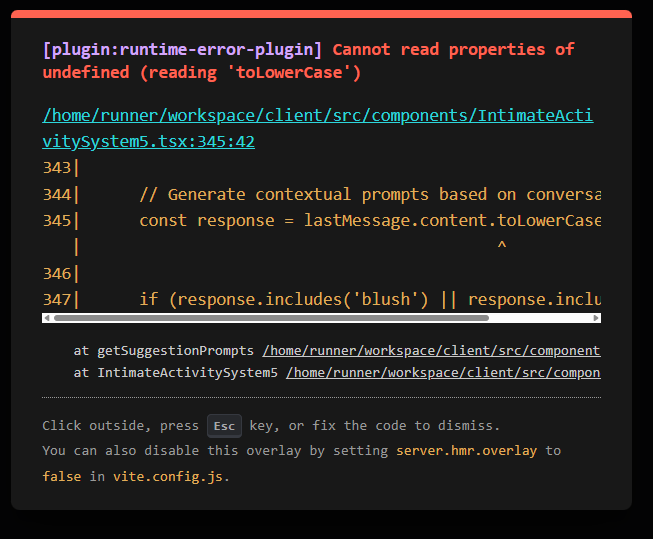 [plugin:runtime-error-plugin] Cannot read properties of
undefined (reading 'toLowerCase')
/home/runner/workspace/client/src/components/IntimateActi
vitySystem5.tsx:345:42
343|
344|      // Generate contextual prompts based on conversa
345|      const response = lastMessage.content.toLowerCase
   |                                          ^
346|
347|      if (response.includes('blush') || response.inclu
at getSuggestionPrompts /home/runner/workspace/client/src/component
at IntimateActivitySystem5 /home/runner/workspace/client/src/compon
Click outside, press Esc key, or fix the code to dismiss.
You can also disable this overlay by setting server.hmr.overlay to
false in vite.config.js.